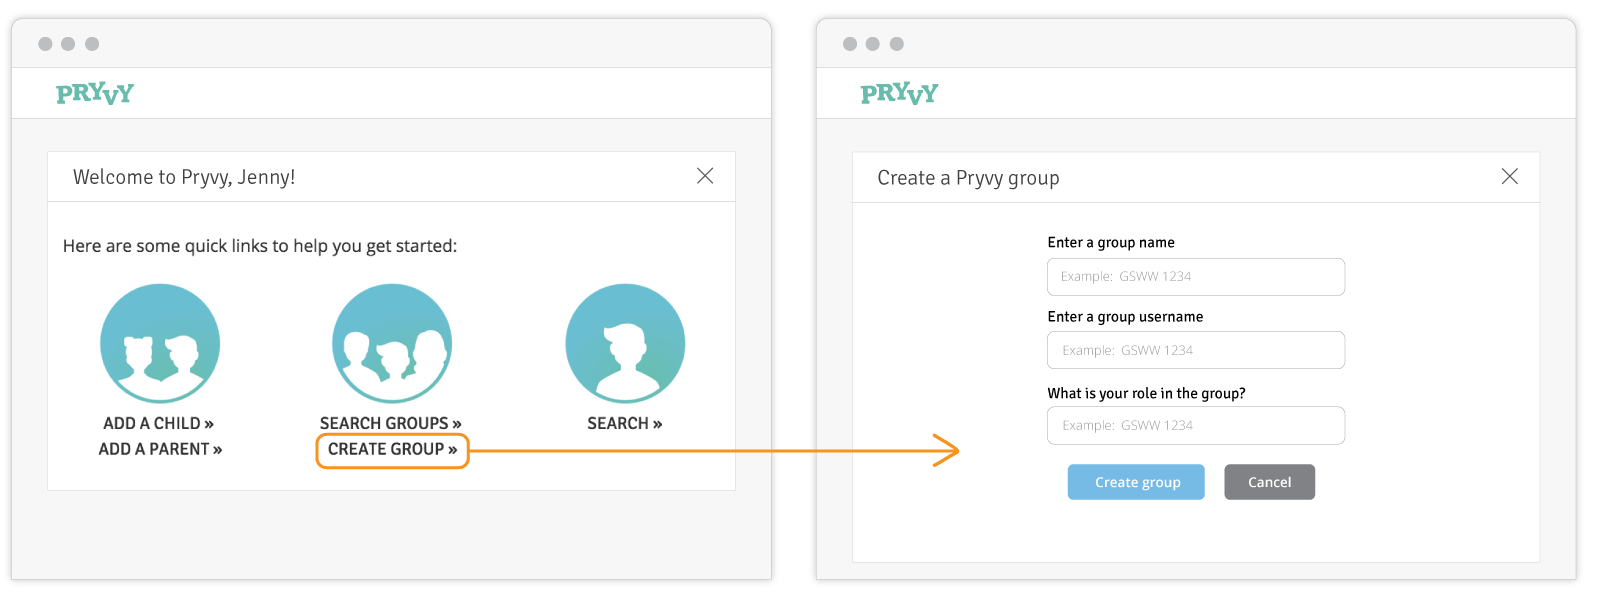 PRYVY
Welcome to Pryvy, Jenny!
Here are some quick links to help you get started:
ADD A CHILD »
ADD A PARENT »
SEARCH GROUPS »
CREATE GROUP »
SEARCH »
PRYVY
Create a Pryvy group
Enter a group name
Example: GSWW 1234
Enter a group username
Example: GSWW 1234
What is your role in the group?
Example: GSWW 1234
Create group
Cancel